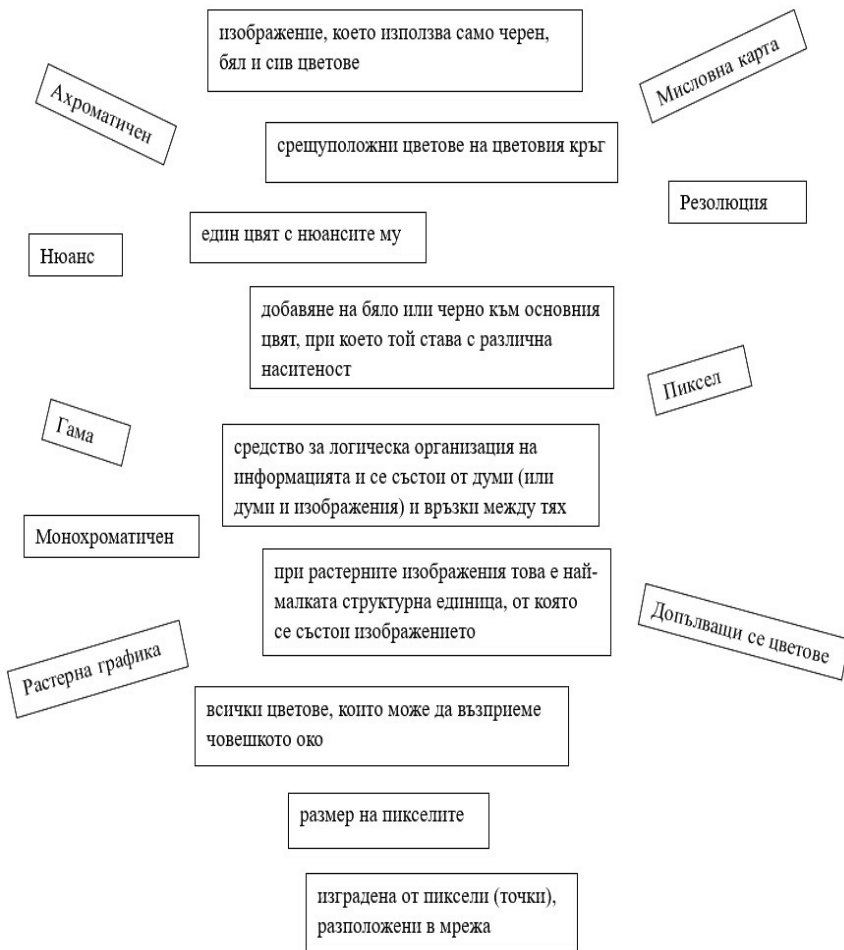 изображение, което използва само черен,
бял и сив цветове
Мисловна карта
Ахроматичен
срещуположни цветове на цветовия кръг
Резолюция
един цвят с нюансите му
Нюанс
добавяне на бяло или черно към основния
цвят, при което той става с различна
наситеност
Пиксел
Гама
средство за логическа организация на
информацията и се състои от думи (или
думи и изображения) и връзки между тях
Монохроматичен
при растерните изображения това е най-
малката структурна единица, от която
се състои изображението
Допълващи се цветове
Растерна графика
всички цветове, които може да възприеме
човешкото око
размер на пикселите
изградена от пиксели (точки),
разположени в мрежа